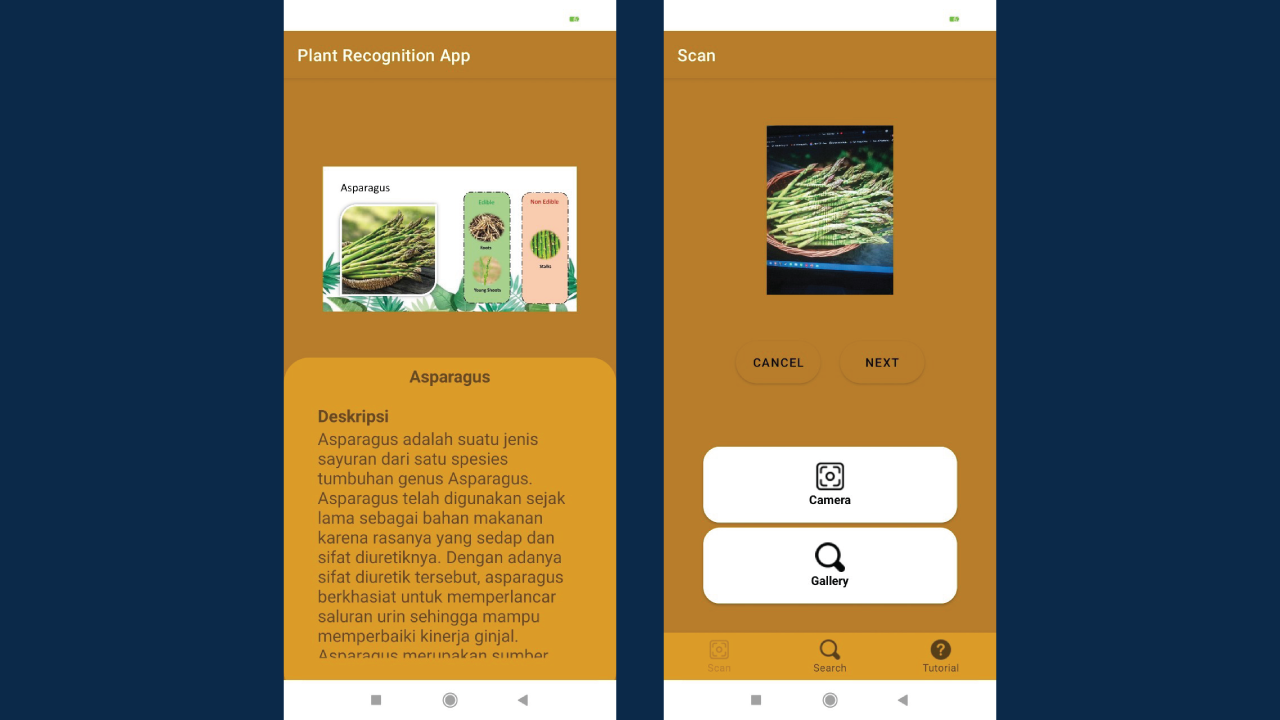 Plant Recognition App
Asparagus
Edible
Non Edible
Roots
Stalks
Young Shoots
Asparagus
Deskripsi
Asparagus adalah suatu jenis
sayuran dari satu spesies
tumbuhan genus Asparagus.
Asparagus telah digunakan sejak
lama sebagai bahan makanan
karena rasanya yang sedap dan
sifat diuretiknya. Dengan adanya
sifat diuretik tersebut, asparagus
berkhasiat untuk memperlancar
saluran urin sehingga mampu
memperbaiki kinerja ginjal.
Asparagus merupakan sumber
Scan
CANCEL
NEXT
Camera
Gallery
Scan
Search
Tutorial